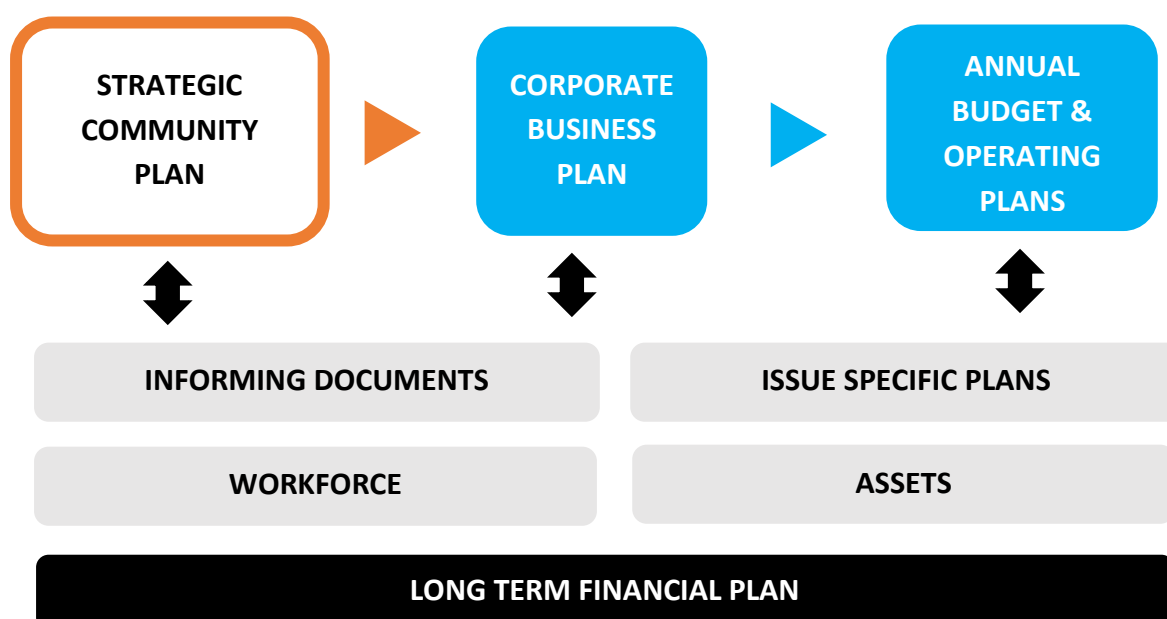 STRATEGIC
COMMUNITY
PLAN
CORPORATE
BUSINESS
PLAN
ANNUAL
BUDGET &
OPERATING
PLANS
INFORMING DOCUMENTS
ISSUE SPECIFIC PLANS
WORKFORCE
ASSETS
LONG TERM FINANCIAL PLAN